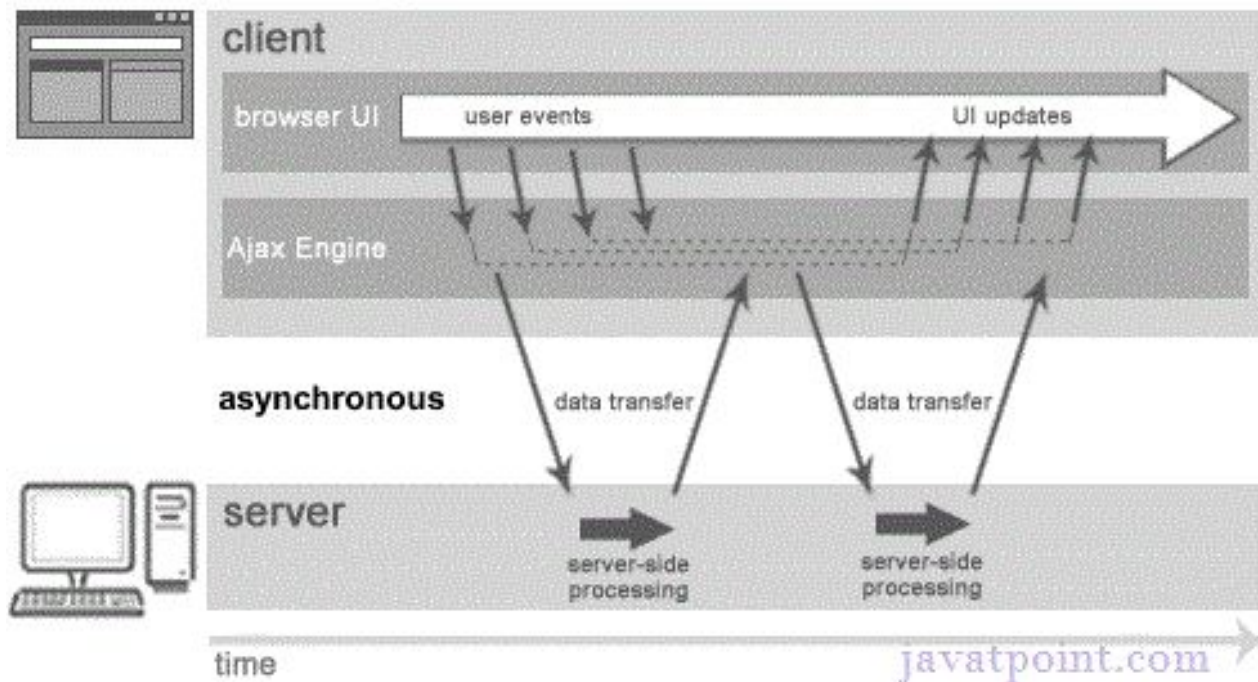 client
browser UI
user events
UI updates
Ajax Engine
asynchronous
data transfer
data transfer
server
server-side
processing
server-side
processing
time
javatpoint.com